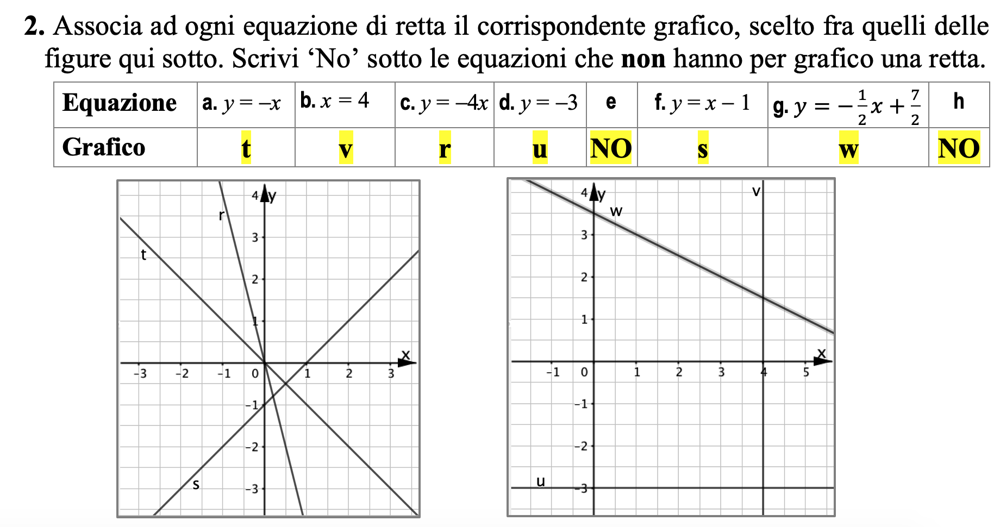 2. Associa ad ogni equazione di retta il corrispondente grafico, scelto fra quelli delle
figure qui sotto. Scrivi ‘No’ sotto le equazioni che non hanno per grafico una retta.
Equazione a. y = –x b. x = 4 c. y = –4x d. y = –3 e f. y = x – 1 g. y = −1/2 x + 7/2 h
Grafico t v r u NO s w NO
4 y
r
3
t
2
1
x
-3 -2 -1 0 1 2 3
-1
-2
s
-3
4 y
v
w
3
2
1
x
-1 0 1 2 3 4 5
-1
-2
u
-3